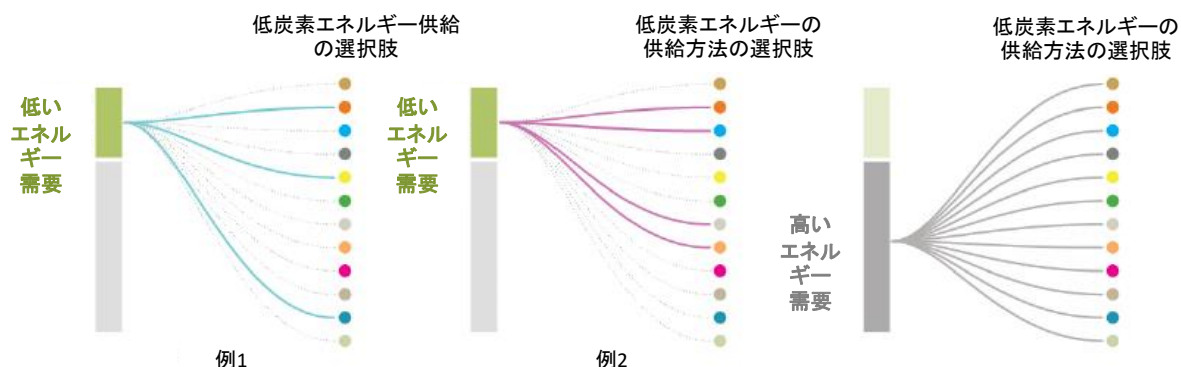 低炭素エネルギー供給
の選択肢
低い
エネル
ギー
需要
例1
低炭素エネルギーの
供給方法の選択肢
低い
エネル
ギー
需要
例2
低炭素エネルギーの
供給方法の選択肢
高い
エネル
ギー
需要